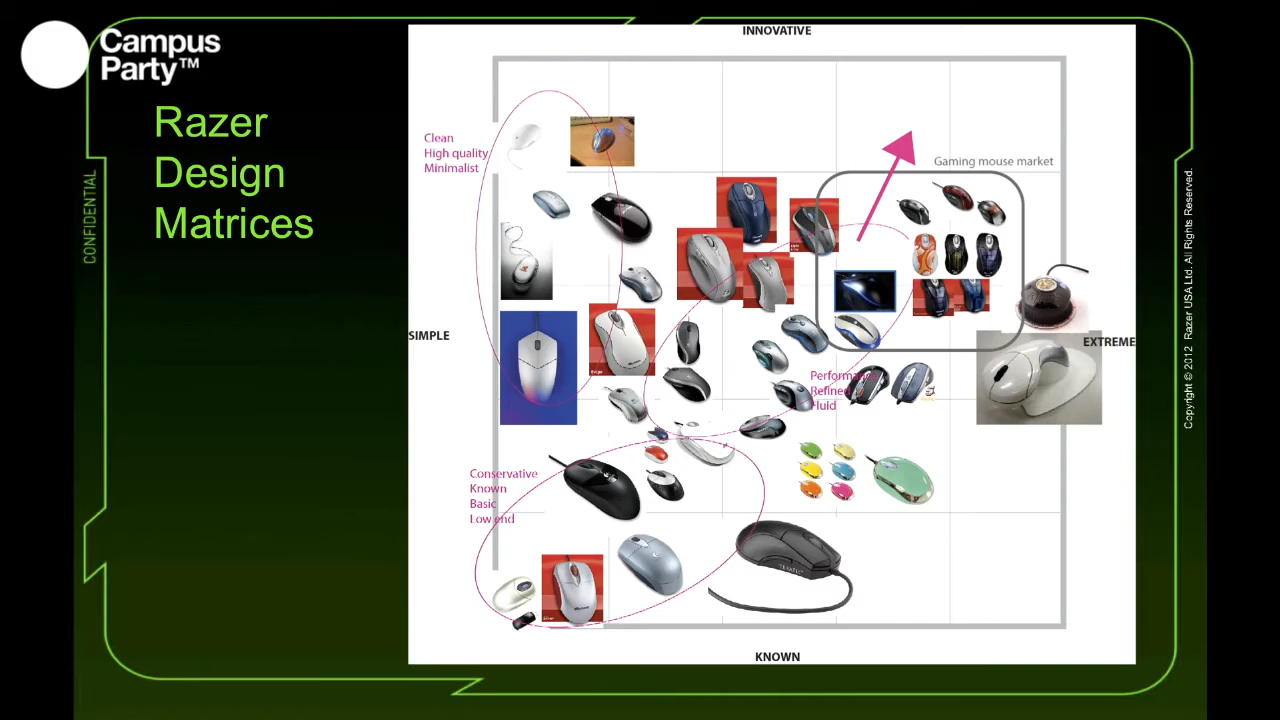 Campus
Party™
Razer
Design
Matrices
CONFIDENTIAL
INNOVATIVE
Clean
High quality
Minimalist
Gaming mouse market
SIMPLE
EXTREME
Performance
Refined
Fluid
Conservative
Known
Basic
Low end
KNOWN
Copyright © 2012 Razer USA Ltd. All Rights Reserved.